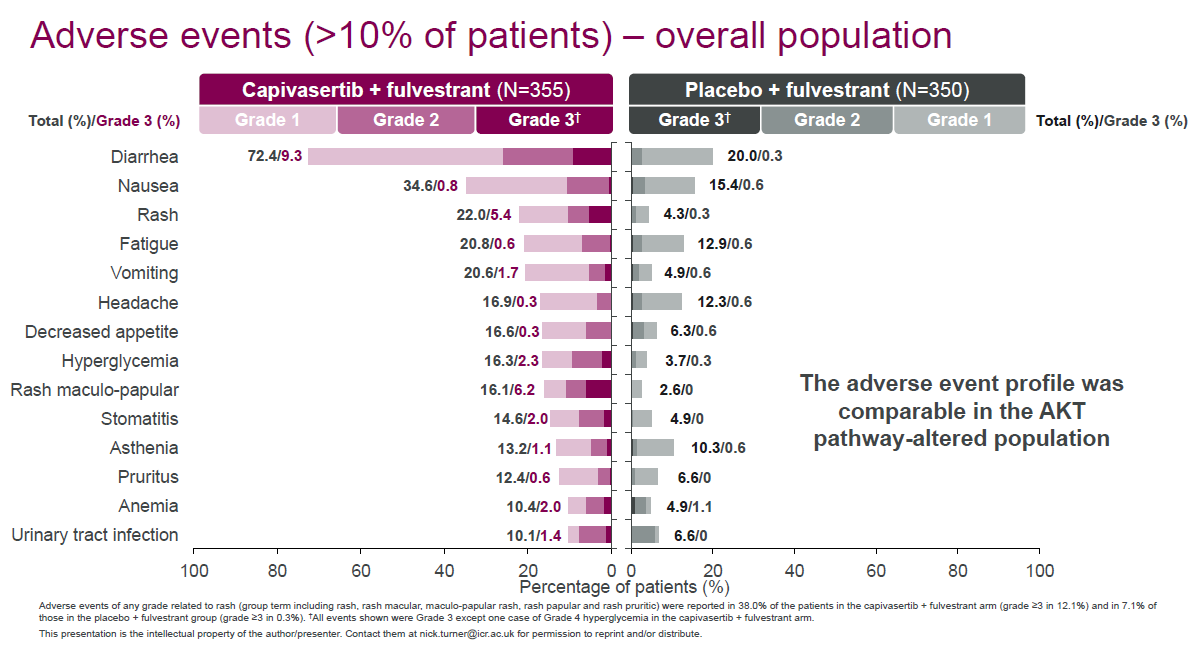 Adverse events (>10% of patients) – overall population
Capivasertib + fulvestrant (N=355)
Placebo + fulvestrant (N=350)
Total (%)/Grade 3 (%)
Grade 1
Grade 2
Grade 3†
Grade 3†
Grade 2
Grade 1
Total (%)/Grade 3 (%)
Diarrhea 72.4/9.3 20.0/0.3
Nausea 34.6/0.8 15.4/0.6
Rash 22.0/5.4 4.3/0.3
Fatigue 20.8/0.6 12.9/0.6
Vomiting 20.6/1.7 4.9/0.6
Headache 16.9/0.3 12.3/0.6
Decreased appetite 16.6/0.3 6.3/0.6
Hyperglycemia 16.3/2.3 3.7/0.3
Rash maculo-papular 16.1/6.2 2.6/0
Stomatitis 14.6/2.0 4.9/0
Asthenia 13.2/1.1 10.3/0.6
Pruritus 12.4/0.6 6.6/0
Anemia 10.4/2.0 4.9/1.1
Urinary tract infection 10.1/1.4 6.6/0
The adverse event profile was
comparable in the AKT
pathway-altered population
100 80 60 40 20 0 0 20 40 60 80 100
Percentage of patients (%)
Adverse events of any grade related to rash (group term including rash, rash macular, maculo-papular rash, rash papular and rash pruritic) were reported in 38.0% of the patients in the capivasertib + fulvestrant arm (grade ≥3 in 12.1%) and in 7.1% of
those in the placebo + fulvestrant group (grade ≥3 in 0.3%). †All events shown were Grade 3 except one case of Grade 4 hyperglycemia in the capivasertib + fulvestrant arm.
This presentation is the intellectual property of the author/presenter. Contact them at nick.turner@icr.ac.uk for permission to reprint and/or distribute.